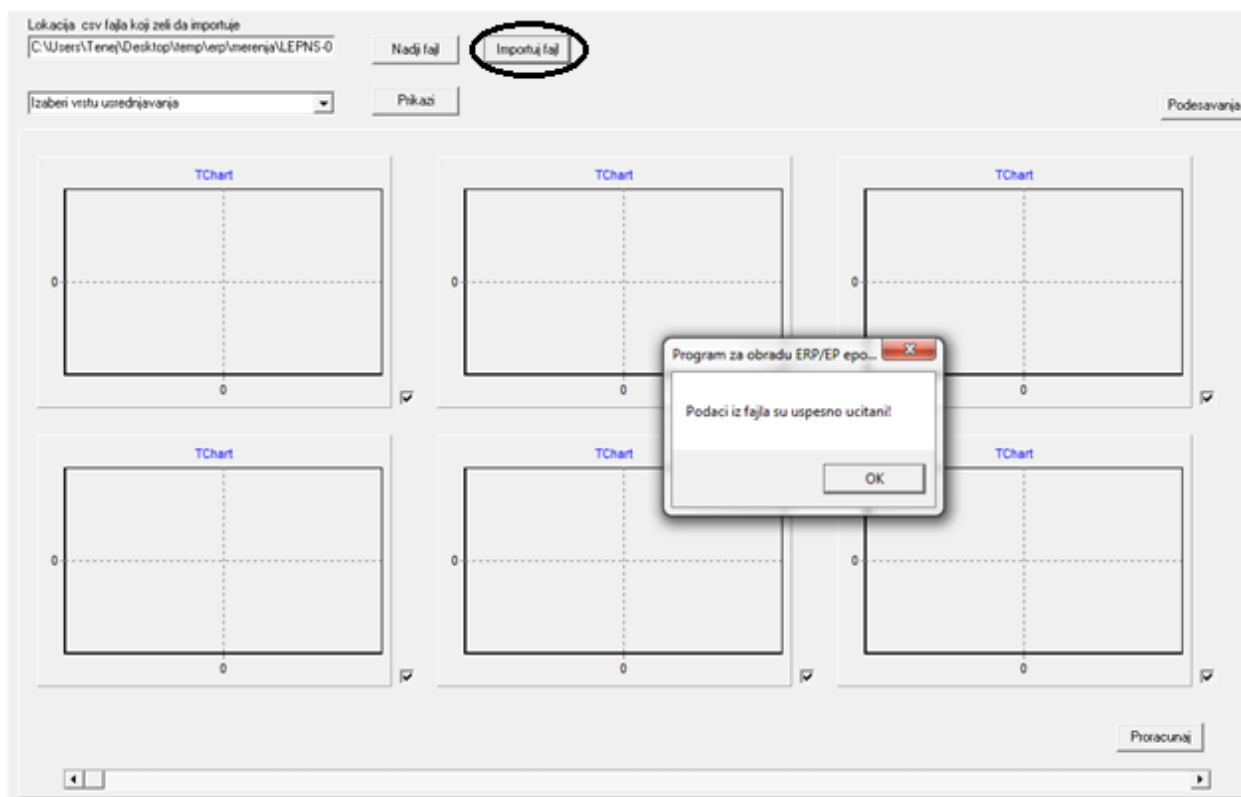 Lokacija csv fajla koji zeli da importuje
C:\Users\Tenej\Desktop\temp\erp\merenja\LEPNS-0
Nadji fajl
Importuj fajl
Izaberi vrstu usrednjavanja
Prikazi
Podesavanja
TChart
TChart
TChart
0
0
0
0
0
0
Program za obradu ERP/EP epo...
Podaci iz fajla su uspesno ucitani!
OK
TChart
TChart
TChart
0
0
0
0
0
0
Proracunaj